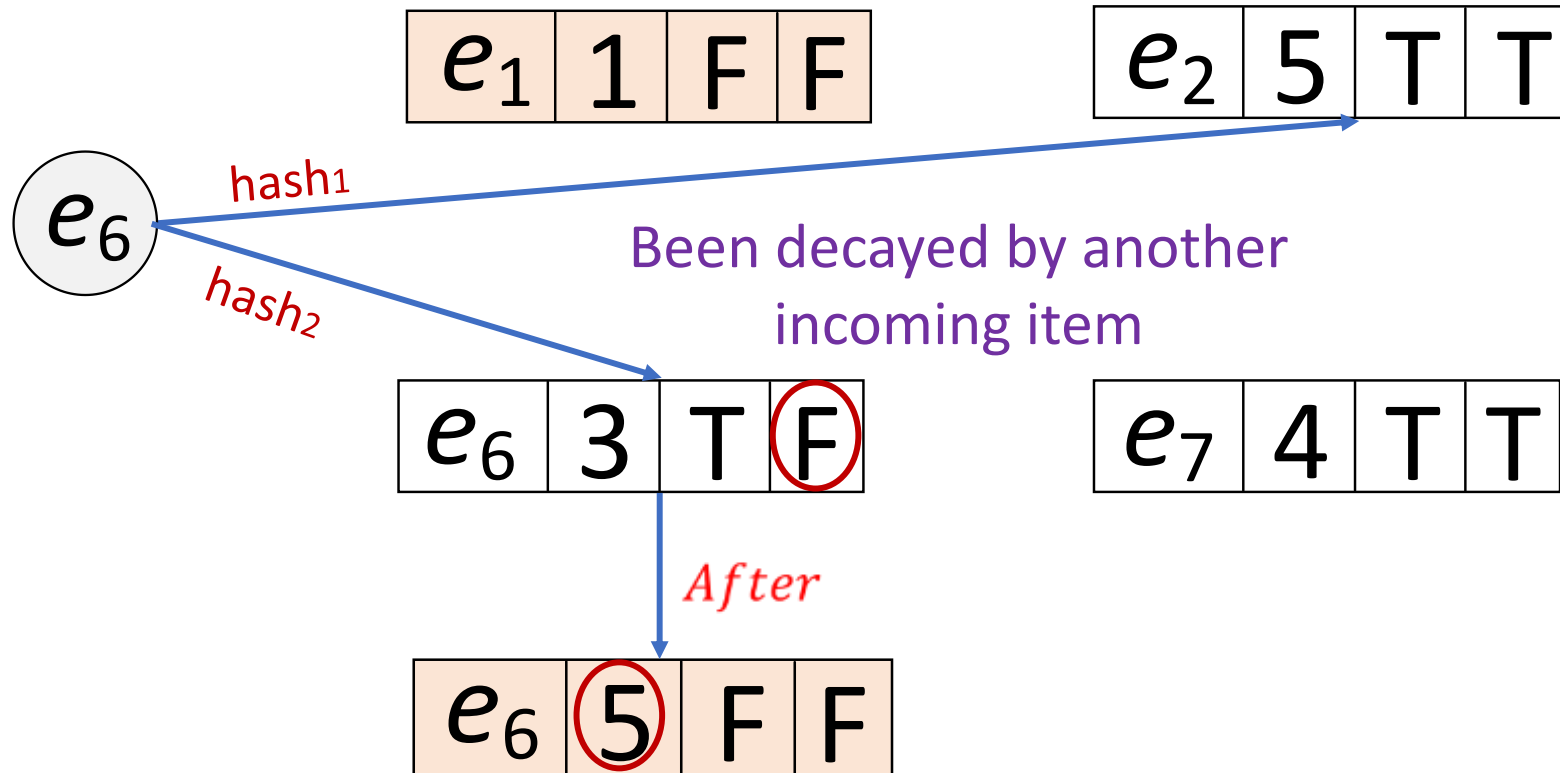 e₁ 1 F F
e₂ 5 T T
e₆
hash₁
hash₂
Been decayed by another
incoming item
e₆ 3 T F
e₇ 4 T T
After
e₆ 5 F F